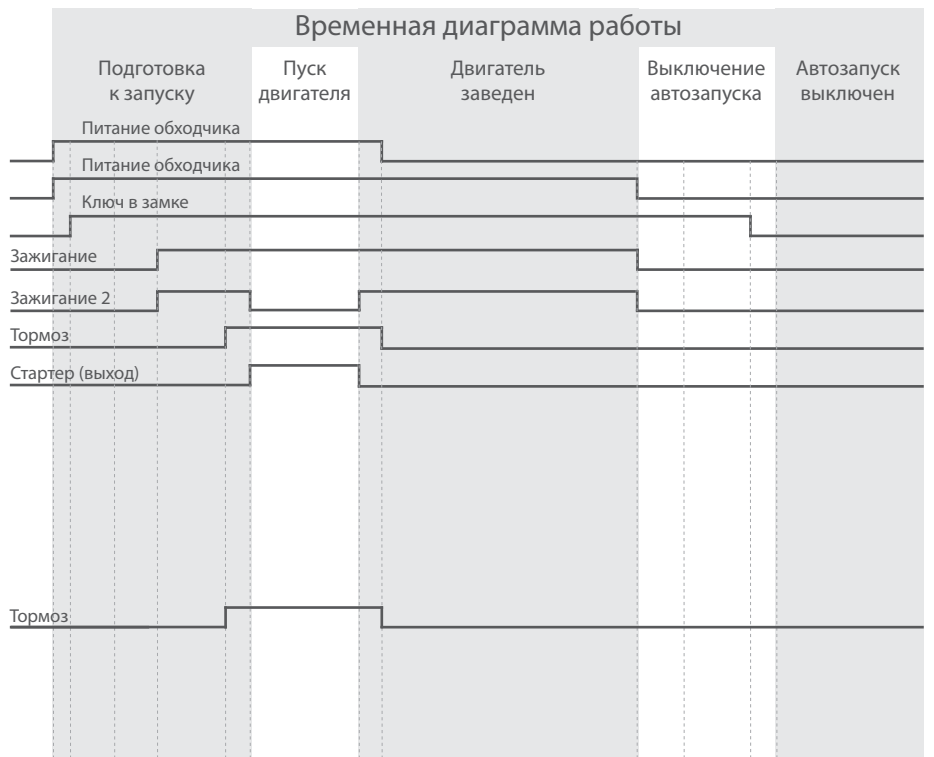 Временная диаграмма работы
Подготовка
к запуску
Пуск
двигателя
Двигатель
заведен
Выключение
автозапуска
Автозапуск
выключен
Питание обходчика
Питание обходчика
Ключ в замке
Зажигание
Зажигание 2
Тормоз
Стартер (выход)
Тормоз